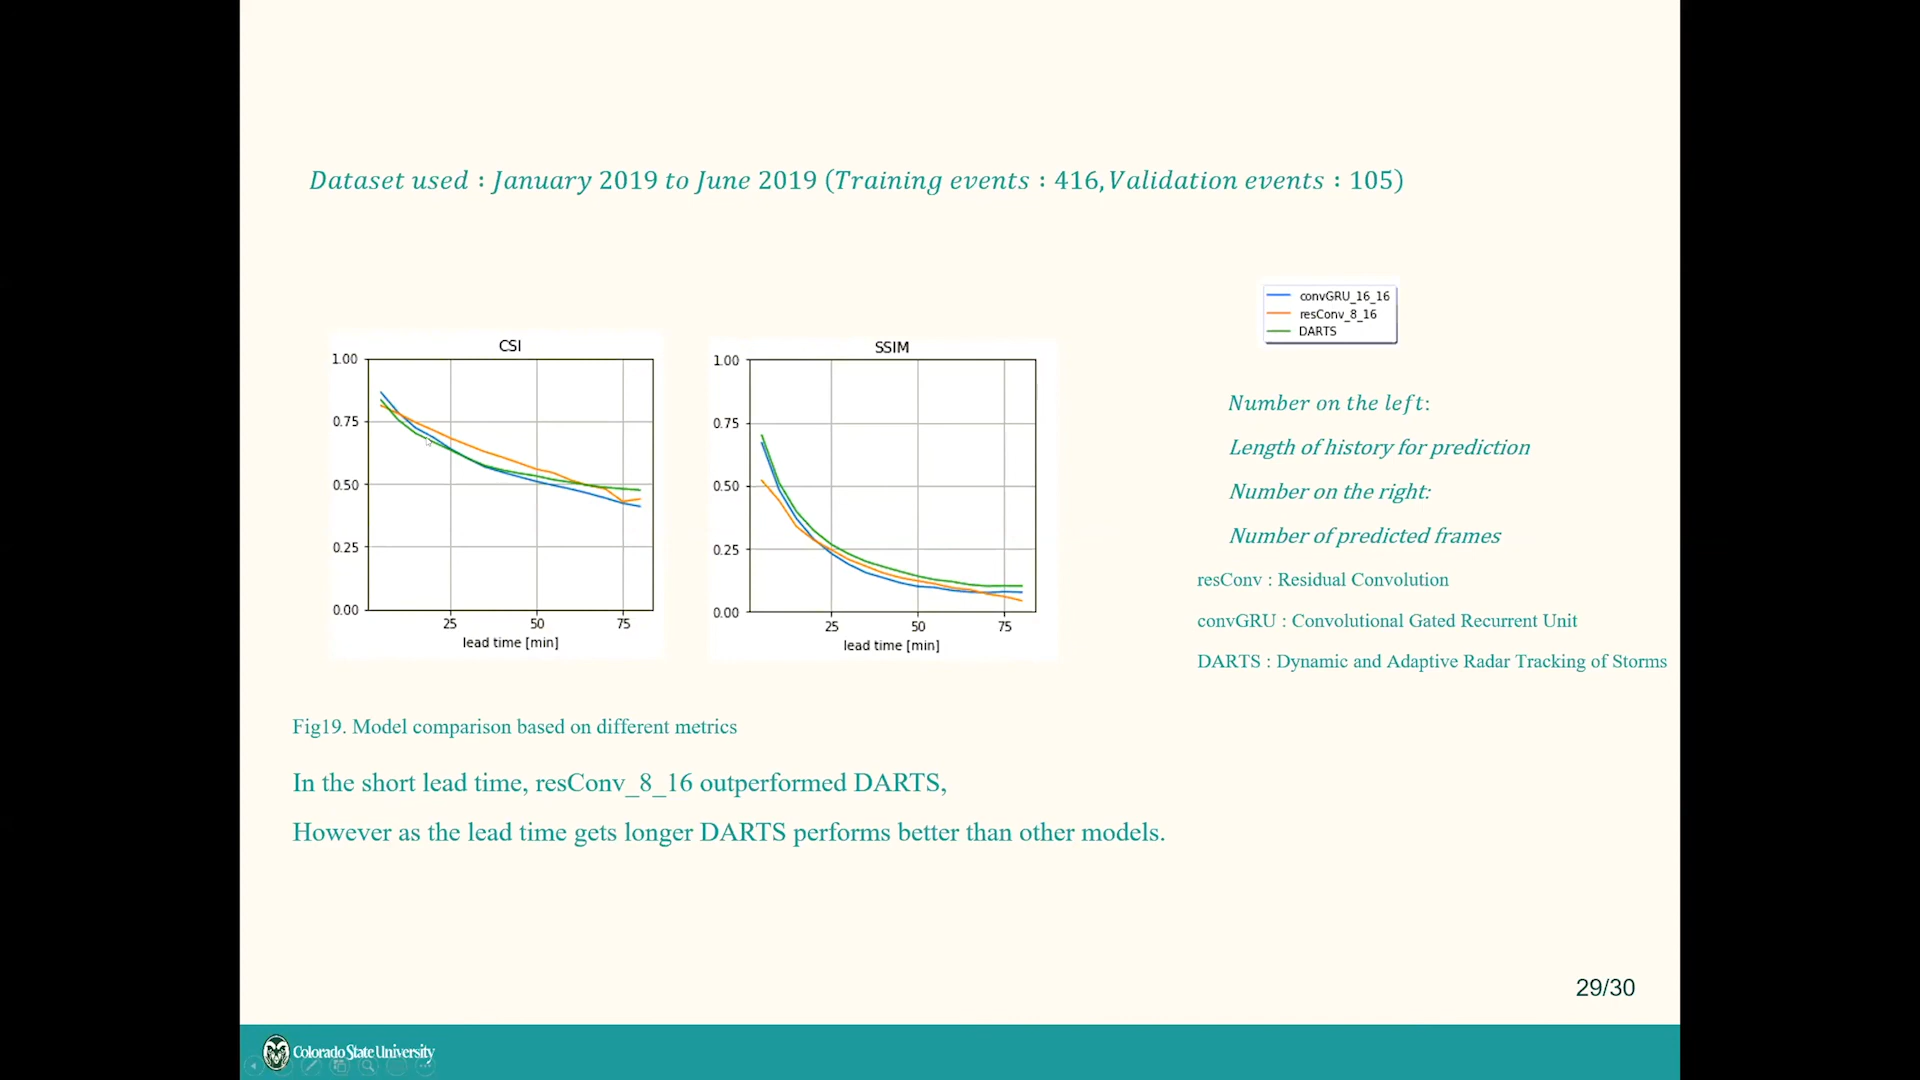 Dataset used : January 2019 to June 2019 (Training events : 416, Validation events : 105)
CSI
1.00
0.75
0.50
0.25
0.00
25
50
75
lead time [min]
SSIM
1.00
0.75
0.50
0.25
0.00
25
50
75
lead time [min]
convGRU_16_16
resConv_8_16
DARTS
Number on the left:
Length of history for prediction
Number on the right:
Number of predicted frames
resConv : Residual Convolution
convGRU : Convolutional Gated Recurrent Unit
DARTS : Dynamic and Adaptive Radar Tracking of Storms
Fig19. Model comparison based on different metrics
In the short lead time, resConv_8_16 outperformed DARTS,
However as the lead time gets longer DARTS performs better than other models.
29/30
Colorado State University